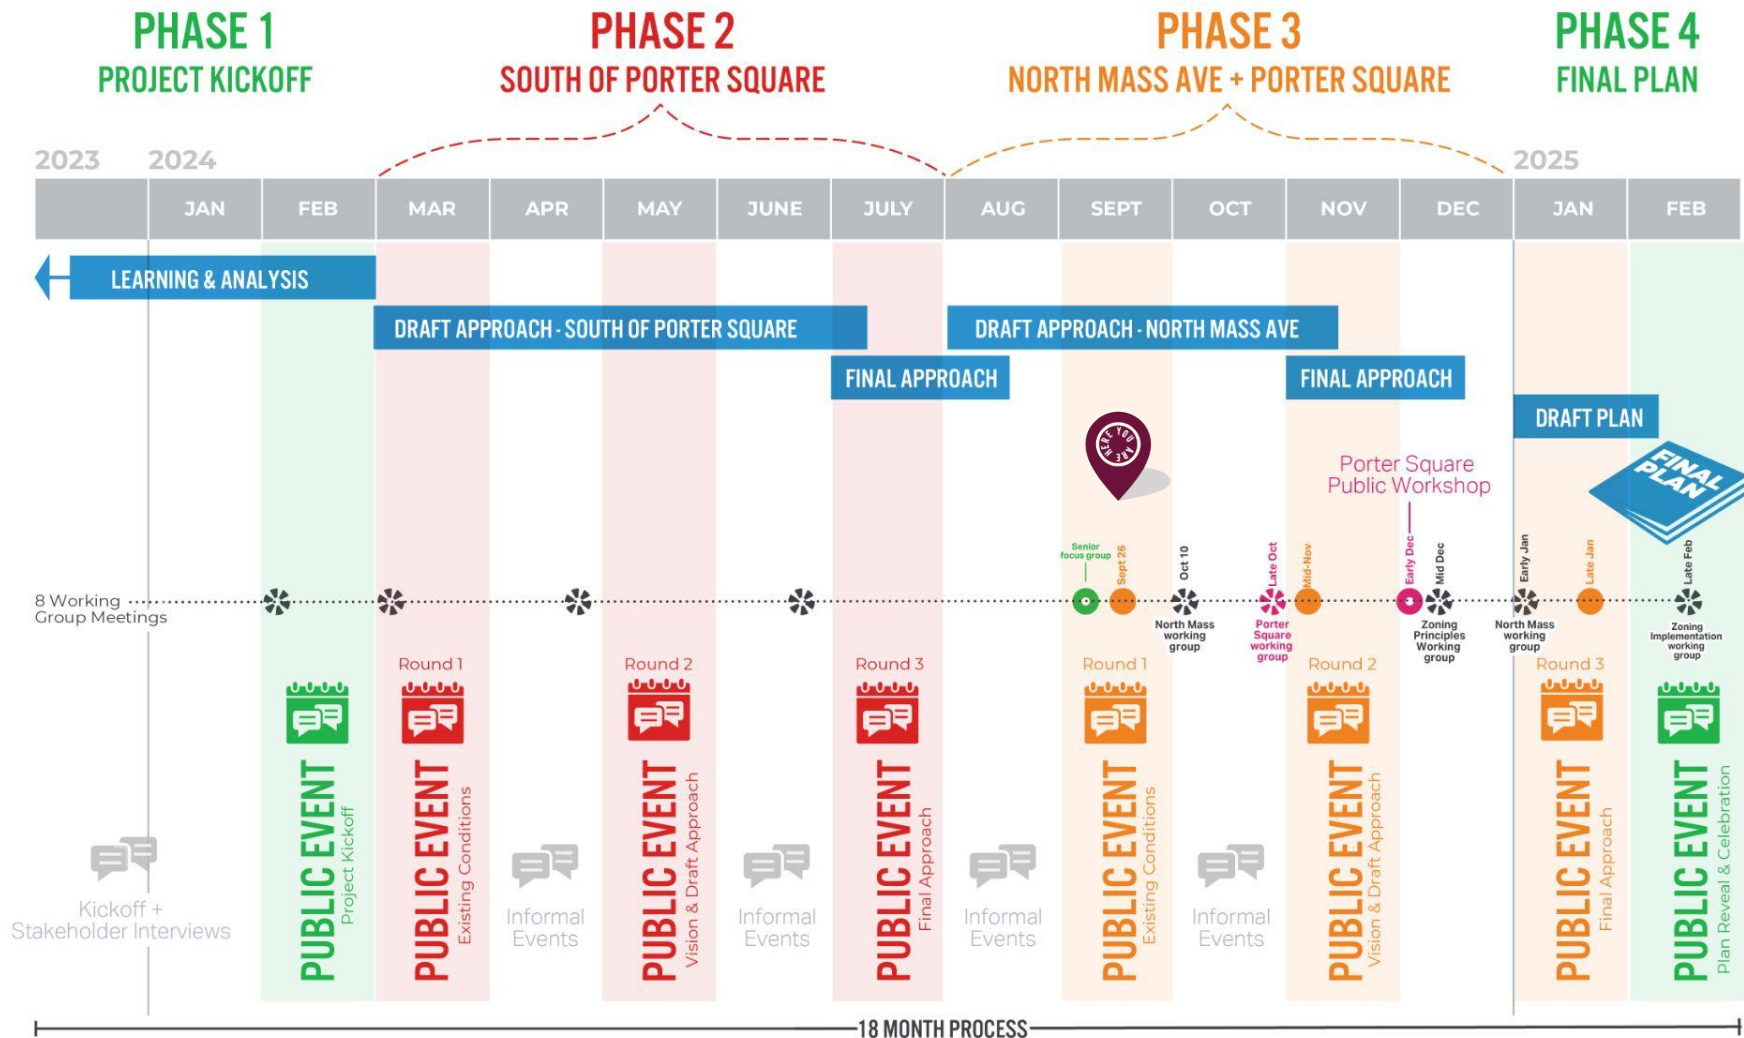 PHASE 1
PROJECT KICKOFF
PHASE 2
SOUTH OF PORTER SQUARE
PHASE 3
NORTH MASS AVE + PORTER SQUARE
PHASE 4
FINAL PLAN
2023
2024
2025
JAN
FEB
MAR
APR
MAY
JUNE
JULY
AUG
SEPT
OCT
NOV
DEC
JAN
FEB
LEARNING & ANALYSIS
DRAFT APPROACH - SOUTH OF PORTER SQUARE
DRAFT APPROACH - NORTH MASS AVE
FINAL APPROACH
FINAL APPROACH
DRAFT PLAN
YOU ARE HERE
FINAL
PLAN
Porter Square
Public Workshop
Senior
focus group
Sept 26
Oct 10
Late Oct
Mid-Nov
Early Dec
Mid Dec
Early Jan
Late Jan
Late Feb
8 Working
Group Meetings
North Mass
working
group
Porter
Square
working
group
Zoning
Principles
Working
group
North Mass
working
group
Zoning
Implementation
working
group
Round 1
Round 2
Round 3
Round 1
Round 2
Round 3
PUBLIC EVENT
Project Kickoff
PUBLIC EVENT
Existing Conditions
PUBLIC EVENT
Vision & Draft Approach
PUBLIC EVENT
Final Approach
PUBLIC EVENT
Existing Conditions
PUBLIC EVENT
Vision & Draft Approach
PUBLIC EVENT
Final Approach
PUBLIC EVENT
Plan Reveal & Celebration
Kickoff +
Stakeholder Interviews
Informal
Events
Informal
Events
Informal
Events
Informal
Events
18 MONTH PROCESS